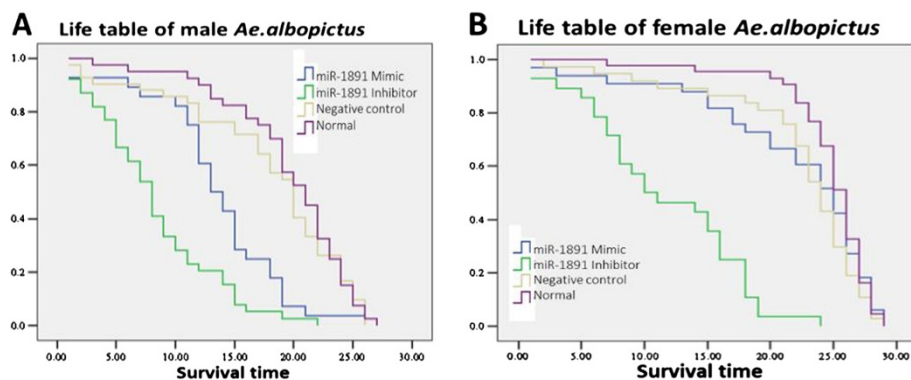 A
Life table of male Ae.albopictus
1.0
0.8
0.6
0.4
0.2
0.0
miR-1891 Mimic
miR-1891 Inhibitor
Negative control
Normal
0.00 5.00 10.00 15.00 20.00 25.00 30.00
Survival time
B
Life table of female Ae.albopictus
1.0
0.8
0.6
0.4
0.2
0.0
miR-1891 Mimic
miR-1891 Inhibitor
Negative control
Normal
0.00 5.00 10.00 15.00 20.00 25.00 30.00
Survival time